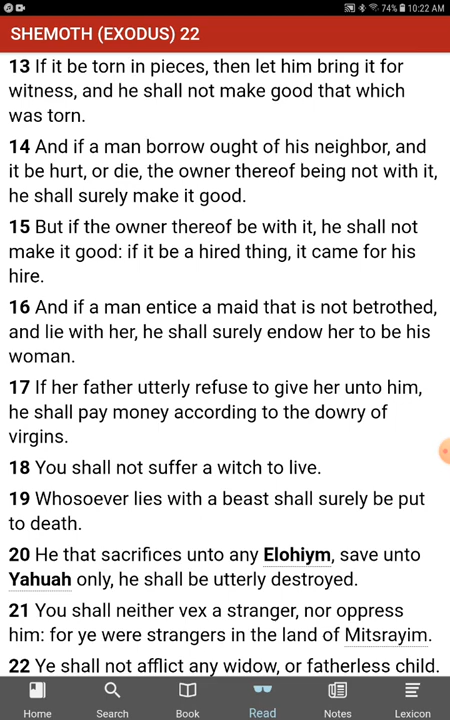 74% 10:22 AM
SHEMOTH (EXODUS) 22
13 If it be torn in pieces, then let him bring it for
witness, and he shall not make good that which
was torn.
14 And if a man borrow ought of his neighbor, and
it be hurt, or die, the owner thereof being not with it,
he shall surely make it good.
15 But if the owner thereof be with it, he shall not
make it good: if it be a hired thing, it came for his
hire.
16 And if a man entice a maid that is not betrothed,
and lie with her, he shall surely endow her to be his
woman.
17 If her father utterly refuse to give her unto him,
he shall pay money according to the dowry of
virgins.
18 You shall not suffer a witch to live.
19 Whosoever lies with a beast shall surely be put
to death.
20 He that sacrifices unto any Elohiym, save unto
Yahuah only, he shall be utterly destroyed.
21 You shall neither vex a stranger, nor oppress
him: for ye were strangers in the land of Mitsrayim.
22 Ye shall not afflict any widow, or fatherless child.
Home Search Book Read Notes Lexicon